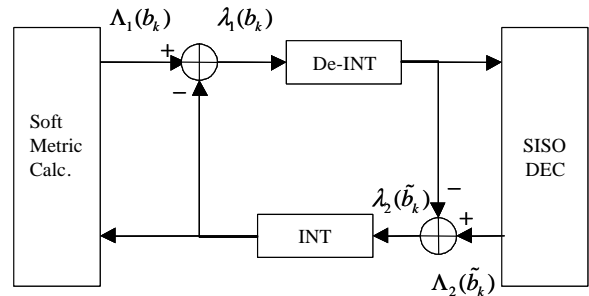 Λ₁(bₖ)
λ₁(bₖ)
+
−
De-INT
Soft
Metric
Calc.
SISO
DEC
λ₂(b̃ₖ)
−
+
INT
Λ₂(b̃ₖ)